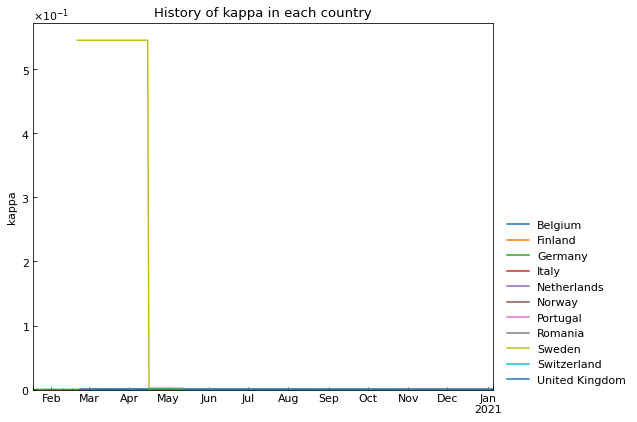 History of kappa in each country
×10⁻¹
5
4
3
2
1
0
kappa
Feb Mar Apr May Jun Jul Aug Sep Oct Nov Dec Jan
2021
Belgium
Finland
Germany
Italy
Netherlands
Norway
Portugal
Romania
Sweden
Switzerland
United Kingdom